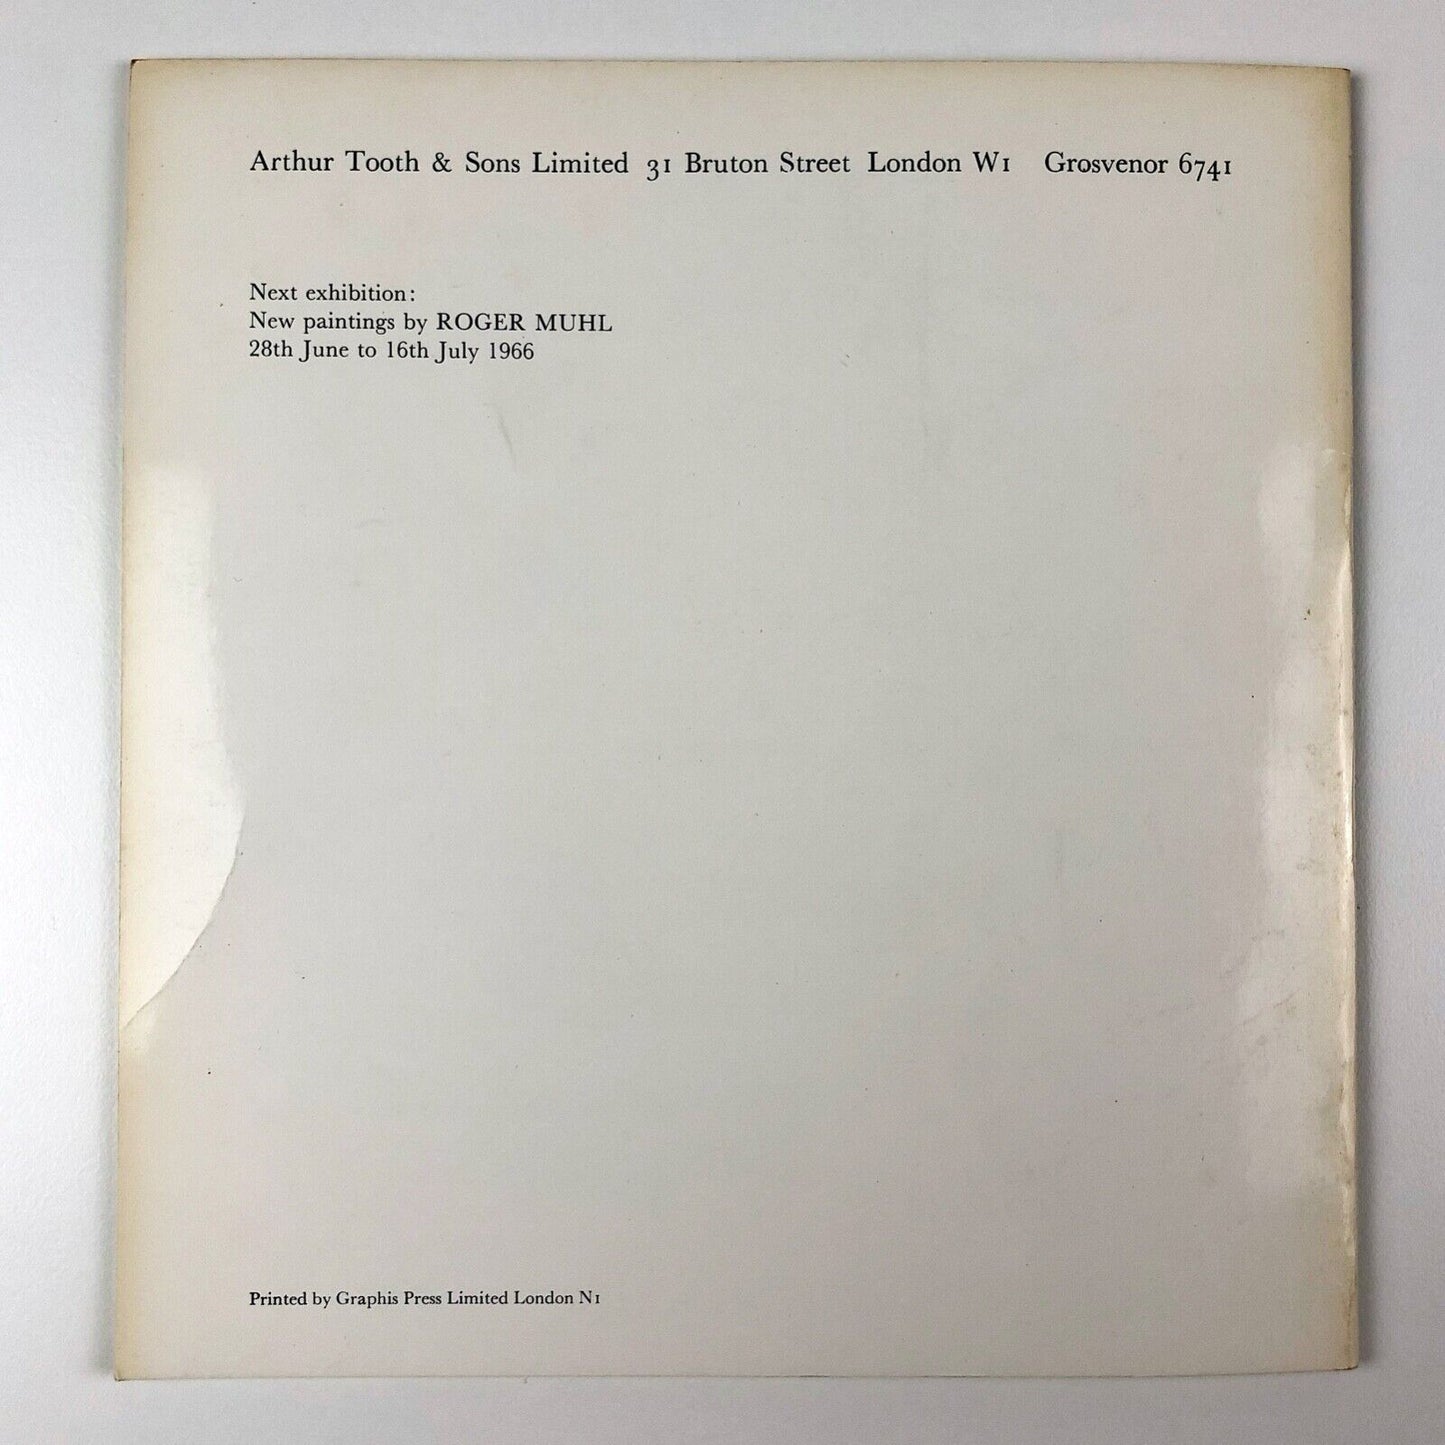 Arthur Tooth & Sons Limited 31 Bruton Street London W1 Grosvenor 6741
Next exhibition:
New paintings by ROGER MUHL
28th June to 16th July 1966
Printed by Graphis Press Limited London N1